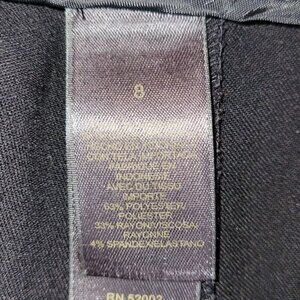 8
CON TELA IMPORTADA
INDONESIE
AVEC DU TISSU
IMPORTE
63% POLYESTER/
POLIESTER
33% RAYON/VISCOSA
RAYONNE
4% SPANDEX/ELASTANO
RN 52002